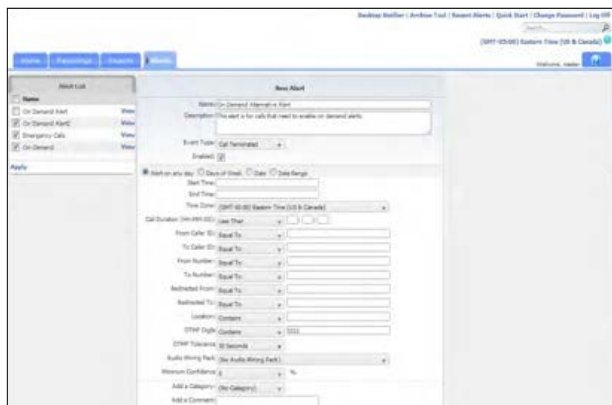 Desktop Notifier | Archive Tool | Recent Alerts | Quick Start | Change Password | Log Off
Search...
(GMT-05:00) Eastern Time (US & Canada)
Home Recordings Reports Alerts
Welcome,
Alert List
Name
On Demand Alert View
On Demand Alert2 View
Emergency Calls View
On Demand View
Apply
New Alert
Name: On Demand Alternative Alert
Description: This alert is for calls that need to enable on demand alerts.
Event Type: Call Terminated
Enabled:
Alert on any day Days of Week Date Date Range
Start Time:
End Time:
Time Zone: (GMT-05:00) Eastern Time (US & Canada)
Call Duration (HH:MM:SS): Less Than : :
From Caller ID: Equal To
To Caller ID: Equal To
From Number: Equal To
To Number: Equal To
Redirected From: Equal To
Redirected To: Equal To
Location: Contains
DTMF Digits: Contains
DTMF Tolerance: 30 Seconds
Audio Mining Pack: (No Audio Mining Pack)
Minimum Confidence: 0 %
Add a Category: (No Category)
Add a Comment: